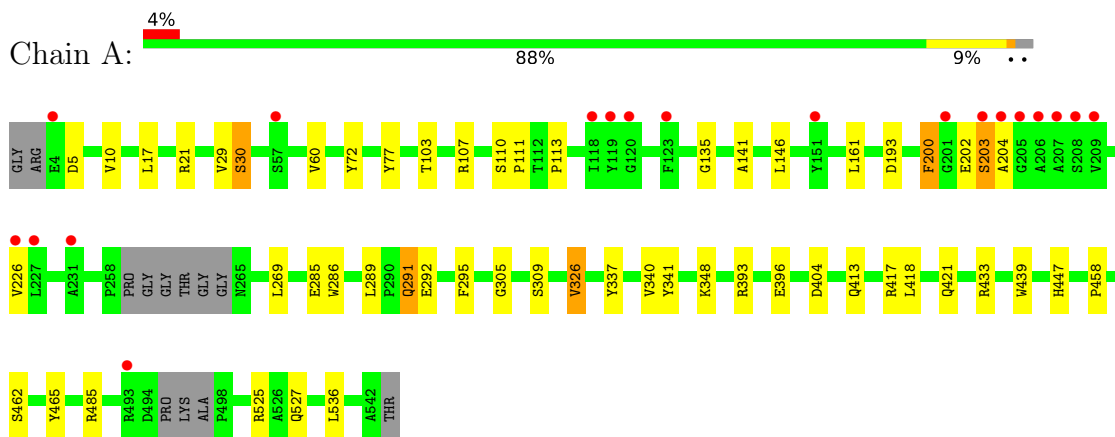 4%
Chain A:
88% 9% • •
GLY ARG E4 D5 V10 L17 R21 V29 S30 S57 V60 Y72 Y77 T103 R107 S110 P111 T112 P113 I118 Y119 G120 F123 G135 A141 L146 Y151 L161 D193 F200 G201 E202 S203 A204 G205 A206 A207 S208 V209
V226 L227 A231 P258 PRO GLY GLY THR GLY GLY N265 L269 E285 W286 L289 P290 Q291 E292 F295 G305 S309 V326 Y337 V340 Y341 K348 R393 E396 D404 Q413 R417 L418 Q421 R433 W439 H447 P458
S462 Y465 R485 R493 D494 PRO LYS ALA P498 R525 A526 Q527 L536 A542 THR